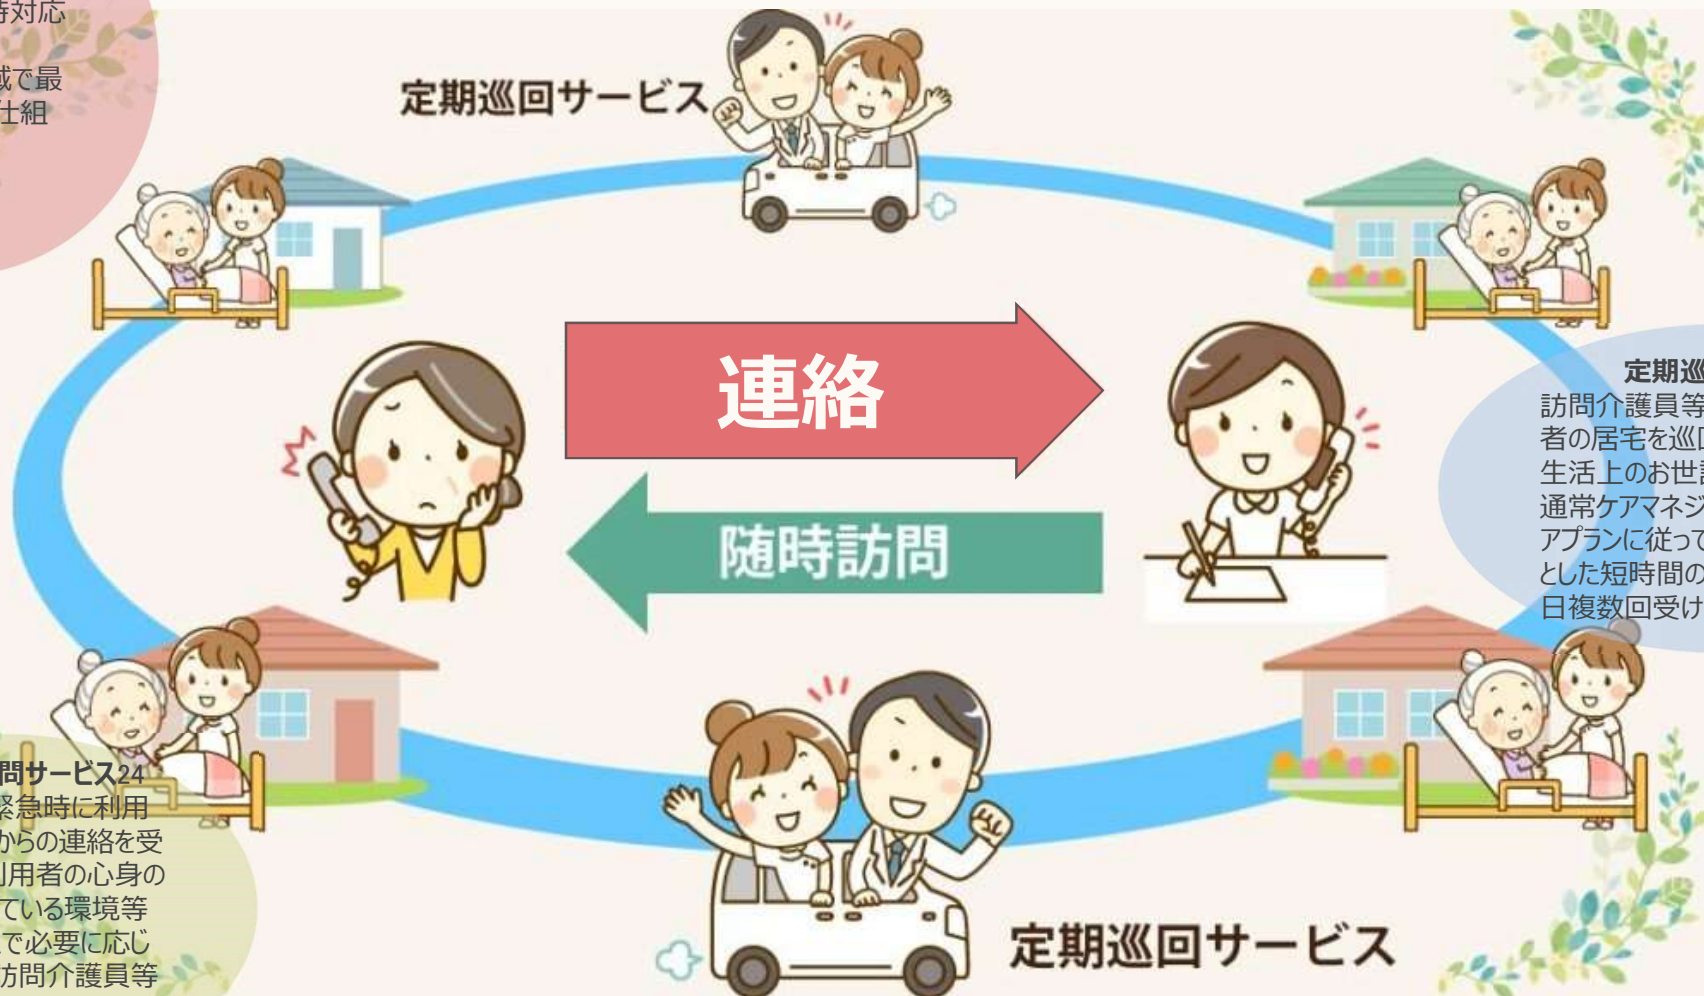 時対応
域で最
仕組
定期巡回サービス
連絡
随時訪問
定期巡
訪問介護員等
者の居宅を巡回
生活上のお世話
通常ケアマネジ
アプランに従って
とした短時間の
日複数回受け
問サービス24
緊急時に利用
からの連絡を受
利用者の心身の
ている環境等
で必要に応じ
訪問介護員等
定期巡回サービス